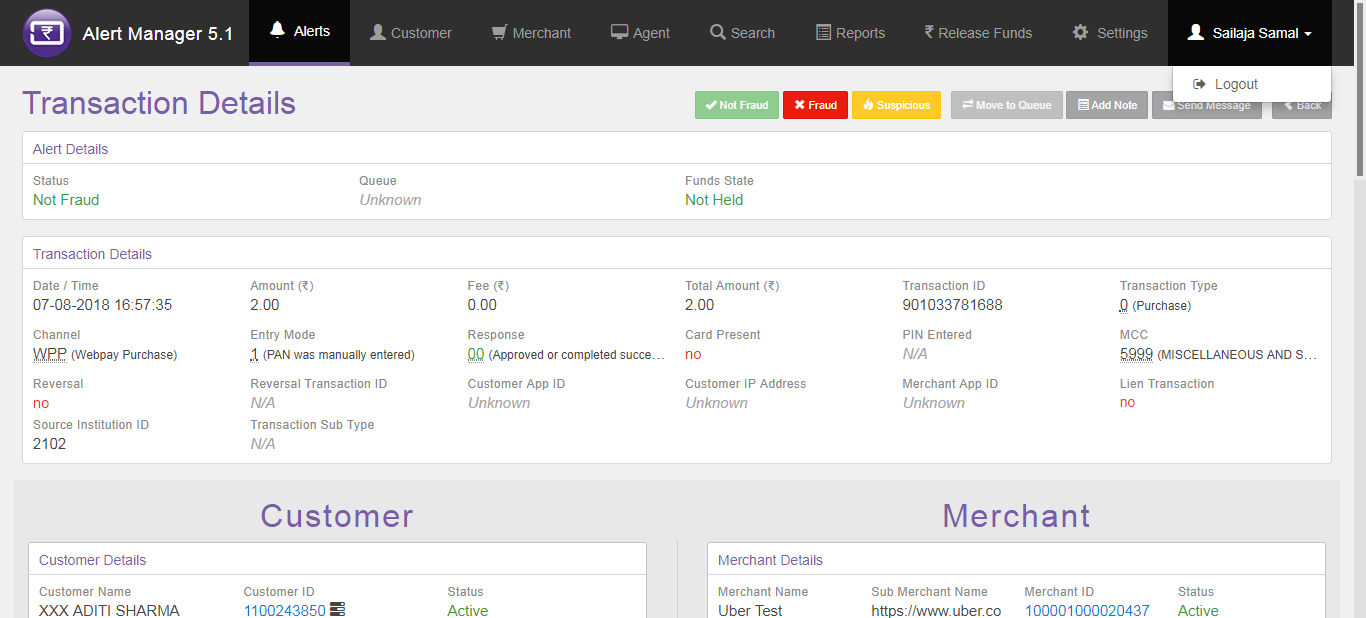 Alert Manager 5.1 Alerts Customer Merchant Agent Search Reports ₹ Release Funds Settings Sailaja Samal
Logout
Transaction Details Not Fraud Fraud Suspicious Move to Queue Add Note Send Message Back
Alert Details
Status Queue Funds State
Not Fraud Unknown Not Held
Transaction Details
Date / Time Amount (₹) Fee (₹) Total Amount (₹) Transaction ID Transaction Type
07-08-2018 16:57:35 2.00 0.00 2.00 901033781688 0 (Purchase)
Channel Entry Mode Response Card Present PIN Entered MCC
WPP (Webpay Purchase) 1 (PAN was manually entered) 00 (Approved or completed succe... no N/A 5999 (MISCELLANEOUS AND S...
Reversal Reversal Transaction ID Customer App ID Customer IP Address Merchant App ID Lien Transaction
no N/A Unknown Unknown Unknown no
Source Institution ID Transaction Sub Type
2102 N/A
Customer Merchant
Customer Details Merchant Details
Customer Name Customer ID Status Merchant Name Sub Merchant Name Merchant ID Status
XXX ADITI SHARMA 1100243850 Active Uber Test https://www.uber.co 100001000020437 Active